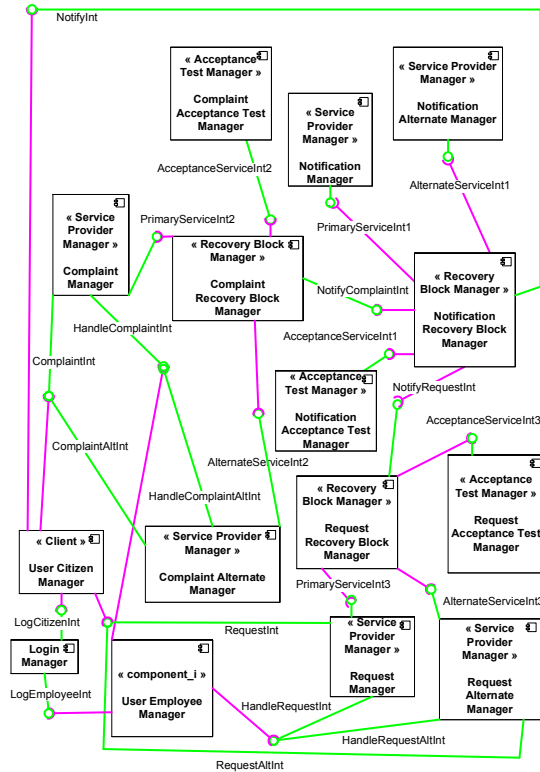 NotifyInt
« Acceptance
Test Manager »
Complaint
Acceptance Test
Manager
« Service
Provider
Manager »
Notification
Manager
« Service Provider
Manager »
Notification
Alternate Manager
AcceptanceServiceInt2
AlternateServiceInt1
« Service
Provider
Manager »
Complaint
Manager
PrimaryServiceInt2
PrimaryServiceInt1
« Recovery Block
Manager »
Complaint
Recovery Block
Manager
« Recovery
Block Manager »
Notification
Recovery Block
Manager
NotifyComplaintInt
HandleComplaintInt
AcceptanceServiceInt1
ComplaintInt
« Acceptance
Test Manager »
Notification
Acceptance Test
Manager
NotifyRequestInt
AcceptanceServiceInt3
ComplaintAltInt
AlternateServiceInt2
HandleComplaintAltInt
« Recovery
Block Manager »
Request
Recovery Block
Manager
« Acceptance
Test Manager »
Request
Acceptance Test
Manager
« Client »
User Citizen
Manager
« Service Provider
Manager »
Complaint Alternate
Manager
PrimaryServiceInt3
AlternateServiceInt3
LogCitizenInt
RequestInt
Login
Manager
« Service
Provider
Manager »
Request
Manager
« Service
Provider
Manager »
Request
Alternate
Manager
« component_i »
User Employee
Manager
LogEmployeeInt
HandleRequestInt
HandleRequestAltInt
RequestAltInt